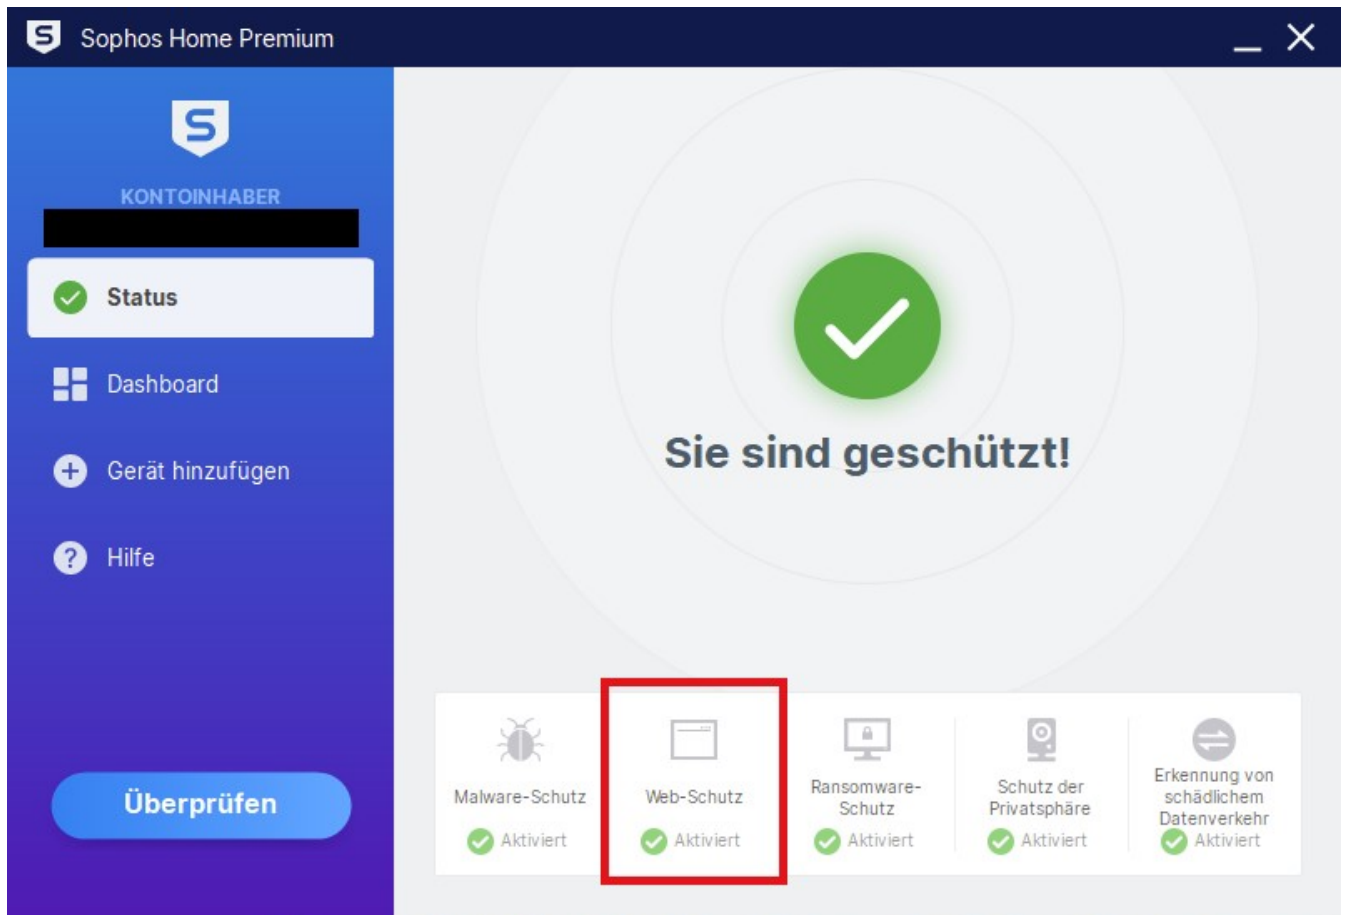 Sophos Home Premium
KONTOINHABER
Status
Dashboard
Gerät hinzufügen
Hilfe
Überprüfen
Sie sind geschützt!
Malware-Schutz
Aktiviert
Web-Schutz
Aktiviert
Ransomware-
Schutz
Aktiviert
Schutz der
Privatsphäre
Aktiviert
Erkennung von
schädlichem
Datenverkehr
Aktiviert